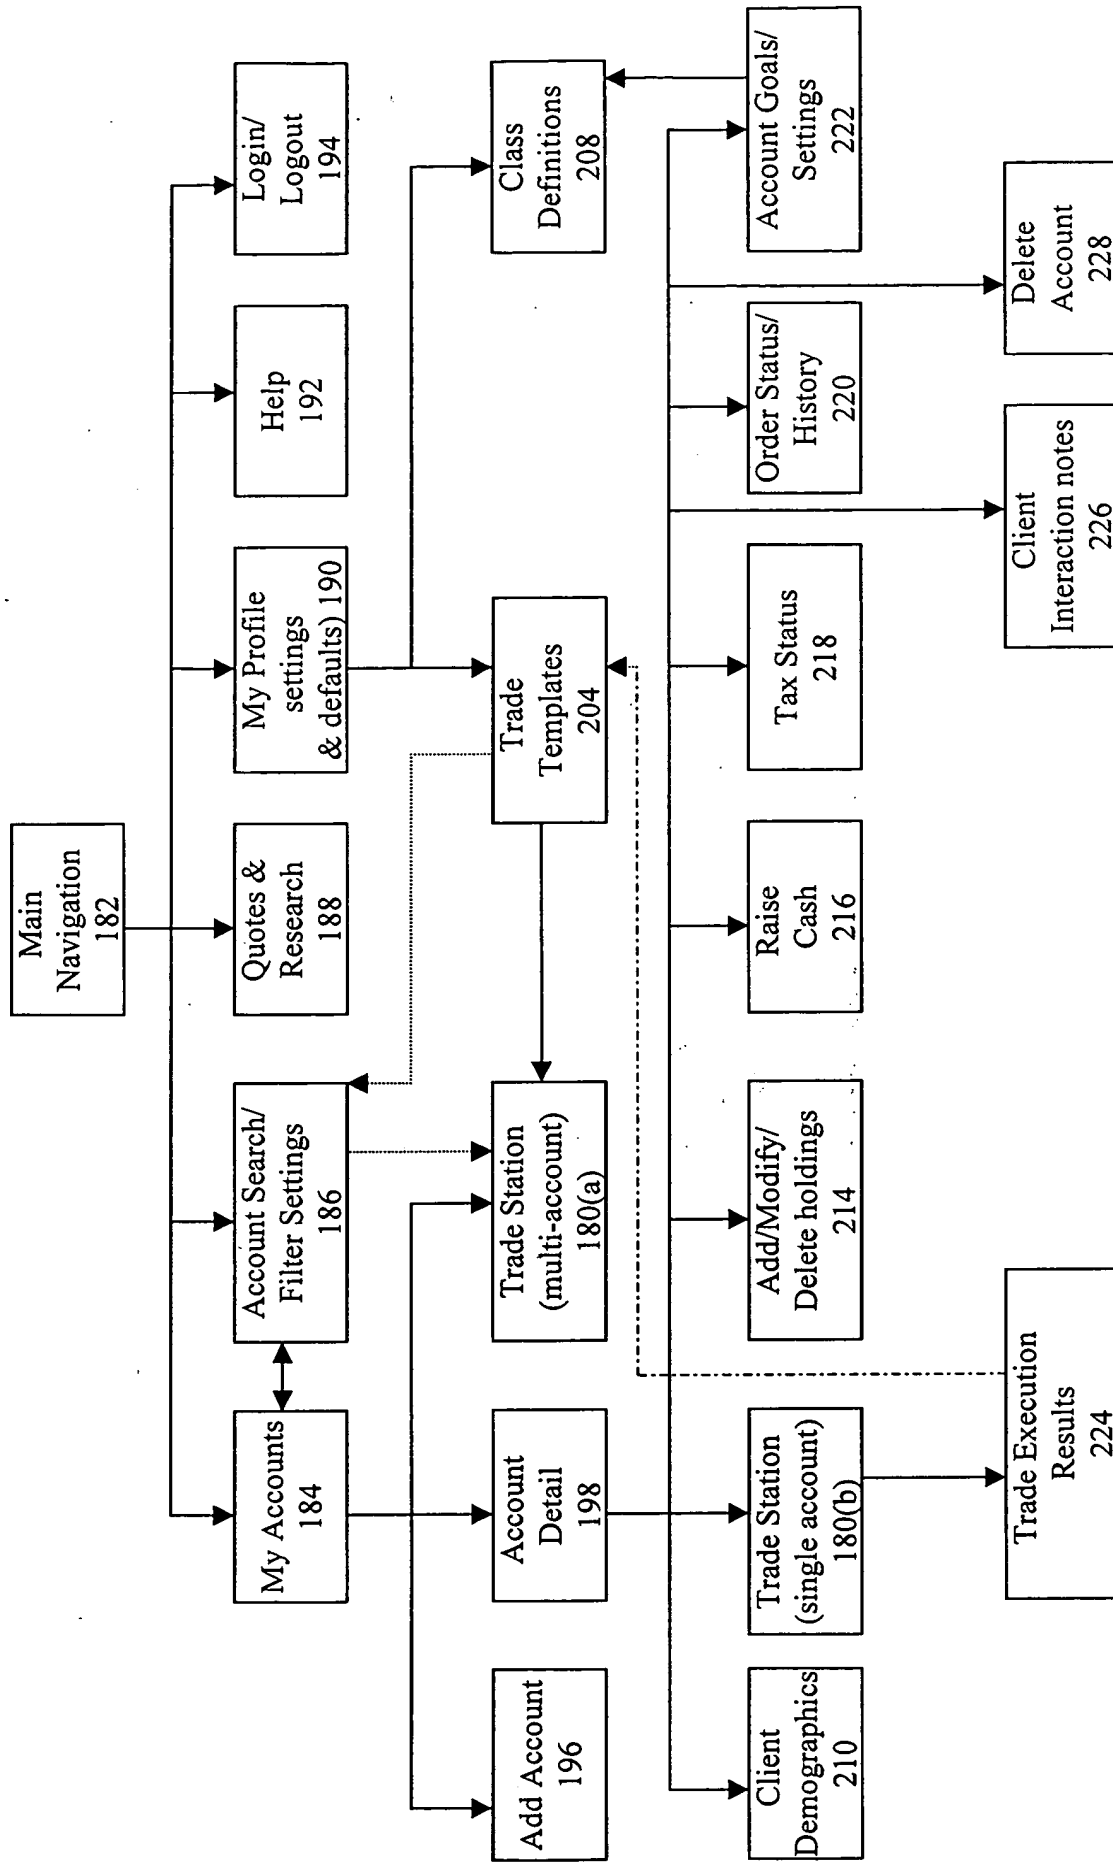 Main
Navigation
182
My Accounts
184
Account Search/
Filter Settings
186
Quotes &
Research
188
My Profile
settings
& defaults) 190
Help
192
Login/
Logout
194
Add Account
196
Account
Detail
198
Trade Station
(multi-account)
180(a)
Trade
Templates
204
Class
Definitions
208
Client
Demographics
210
Trade Station
(single account)
180(b)
Add/Modify/
Delete holdings
214
Raise
Cash
216
Tax Status
218
Order Status/
History
220
Account Goals/
Settings
222
Trade Execution
Results
224
Client
Interaction notes
226
Delete
Account
228